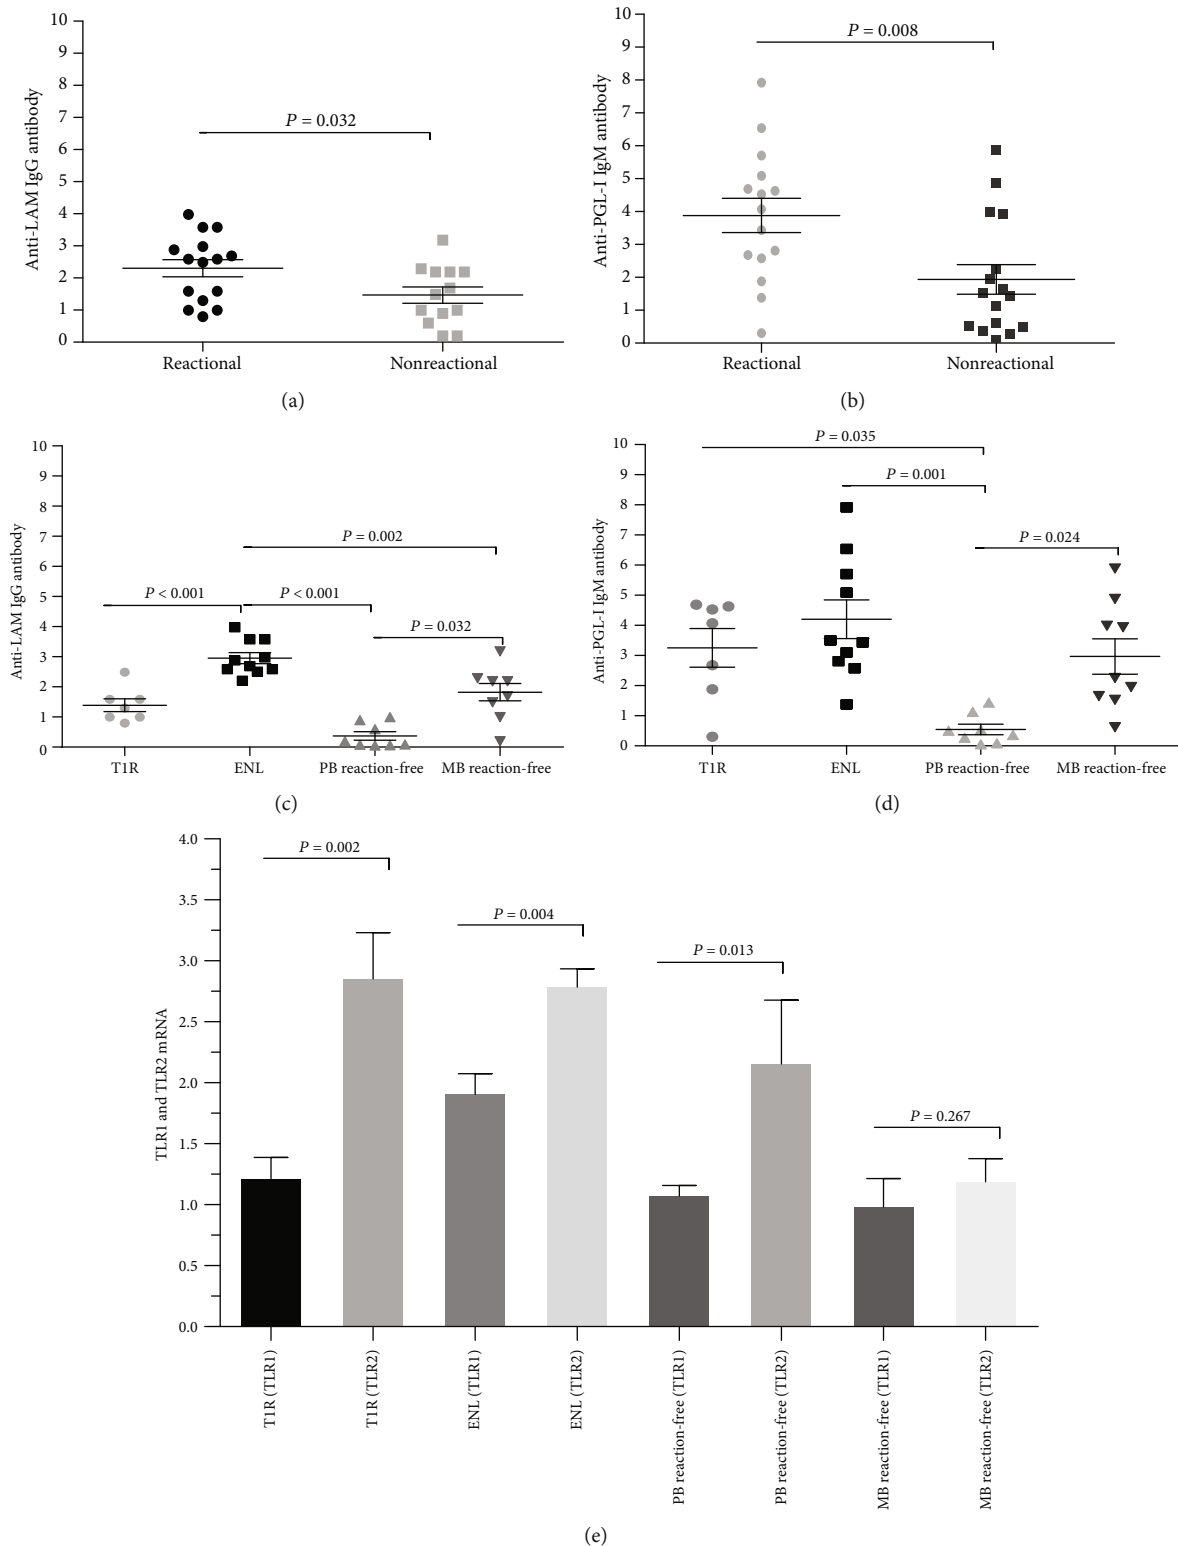 10
9
8
7
6
5
4
3
2
1
0
Anti-LAM IgG antibody
P = 0.032
Reactional
Nonreactional
(a)
10
9
8
7
6
5
4
3
2
1
0
Anti-PGL-I IgM antibody
P = 0.008
Reactional
Nonreactional
(b)
10
9
8
7
6
5
4
3
2
1
0
Anti-LAM IgG antibody
P = 0.002
P < 0.001
P < 0.001
P = 0.032
T1R
ENL
PB reaction-free
MB reaction-free
(c)
10
9
8
7
6
5
4
3
2
1
0
Anti-PGL-I IgM antibody
P = 0.035
P = 0.001
P = 0.024
T1R
ENL
PB reaction-free
MB reaction-free
(d)
4.0
3.5
3.0
2.5
2.0
1.5
1.0
0.5
0.0
TLR1 and TLR2 mRNA
P = 0.002
P = 0.004
P = 0.013
P = 0.267
T1R (TLR1)
T1R (TLR2)
ENL (TLR1)
ENL (TLR2)
PB reaction-free (TLR1)
PB reaction-free (TLR2)
MB reaction-free (TLR1)
MB reaction-free (TLR2)
(e)